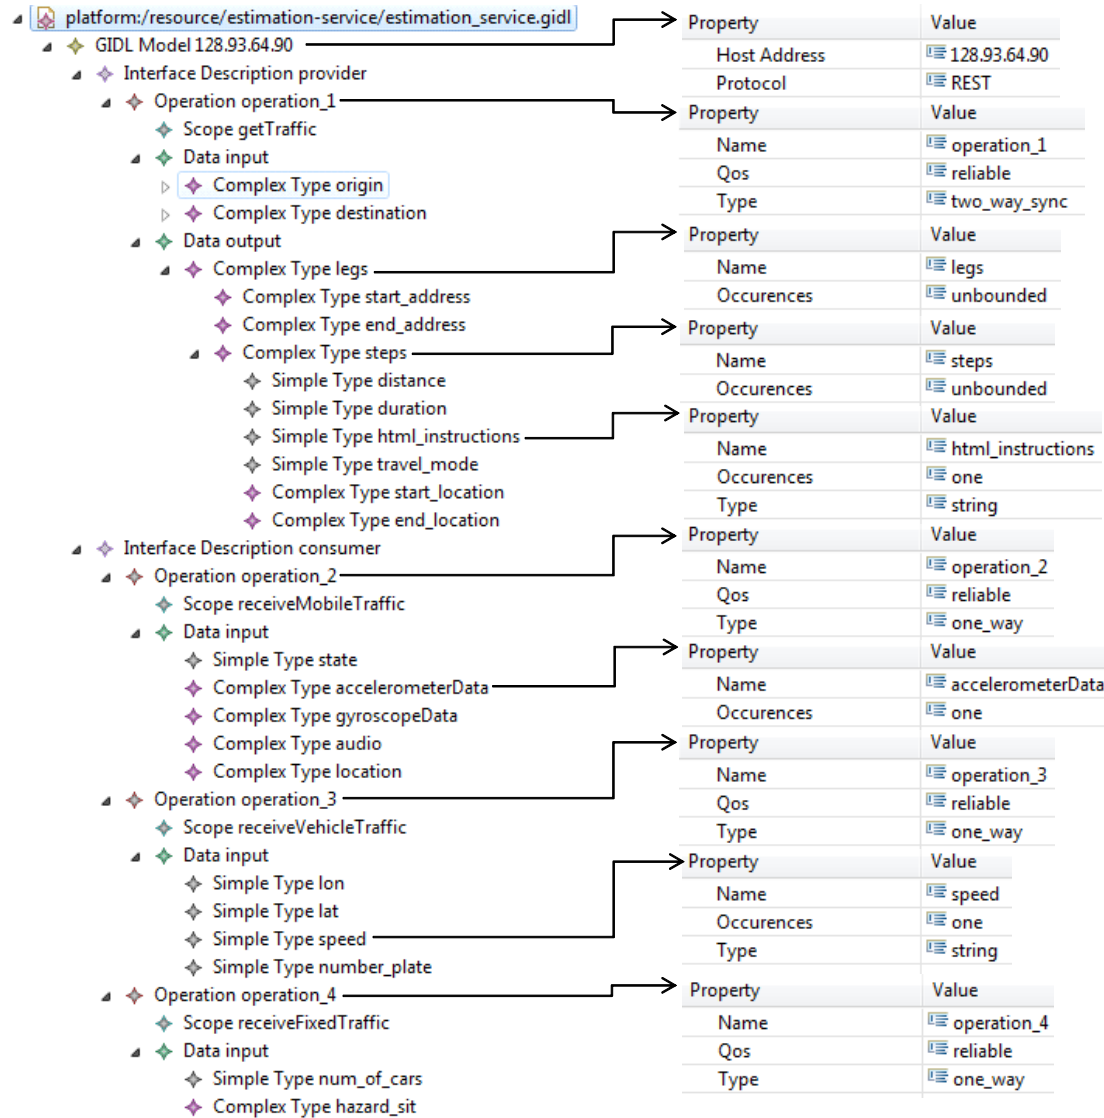 platform:/resource/estimation-service/estimation_service.gidl
GIDL Model 128.93.64.90
Interface Description provider
Operation operation_1
Scope getTraffic
Data input
Complex Type origin
Complex Type destination
Data output
Complex Type legs
Complex Type start_address
Complex Type end_address
Complex Type steps
Simple Type distance
Simple Type duration
Simple Type html_instructions
Simple Type travel_mode
Complex Type start_location
Complex Type end_location
Interface Description consumer
Operation operation_2
Scope receiveMobileTraffic
Data input
Simple Type state
Complex Type accelerometerData
Complex Type gyroscopeData
Complex Type audio
Complex Type location
Operation operation_3
Scope receiveVehicleTraffic
Data input
Simple Type lon
Simple Type lat
Simple Type speed
Simple Type number_plate
Operation operation_4
Scope receiveFixedTraffic
Data input
Simple Type num_of_cars
Complex Type hazard_sit
Property Value
Host Address 128.93.64.90
Protocol REST
Property Value
Name operation_1
Qos reliable
Type two_way_sync
Property Value
Name legs
Occurences unbounded
Property Value
Name steps
Occurences unbounded
Property Value
Name html_instructions
Occurences one
Type string
Property Value
Name operation_2
Qos reliable
Type one_way
Property Value
Name accelerometerData
Occurences one
Property Value
Name operation_3
Qos reliable
Type one_way
Property Value
Name speed
Occurences one
Type string
Property Value
Name operation_4
Qos reliable
Type one_way